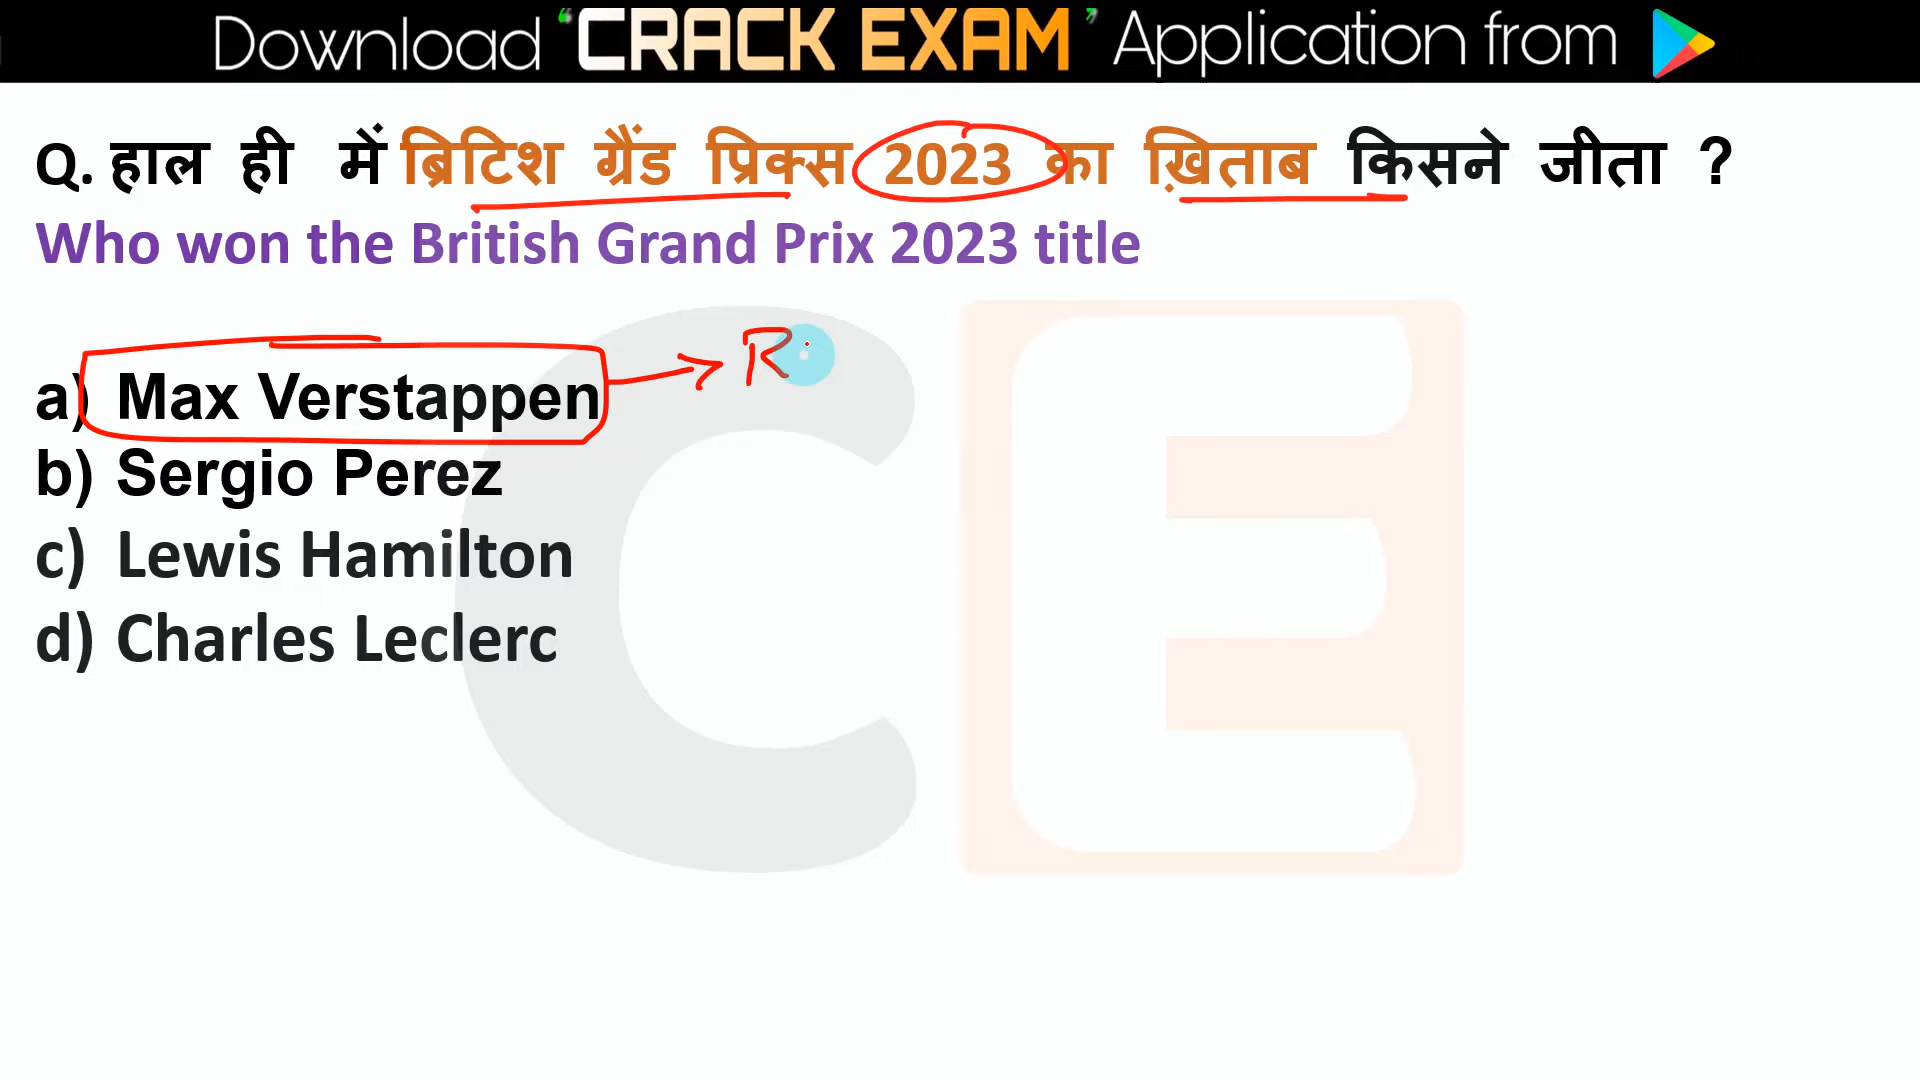 Download ‘CRACK EXAM’ Application from
Q. हाल ही में ब्रिटिश ग्रैंड प्रिक्स 2023 का ख़िताब किसने जीता ?
Who won the British Grand Prix 2023 title
a) Max Verstappen → R
b) Sergio Perez
c) Lewis Hamilton
d) Charles Leclerc
CE